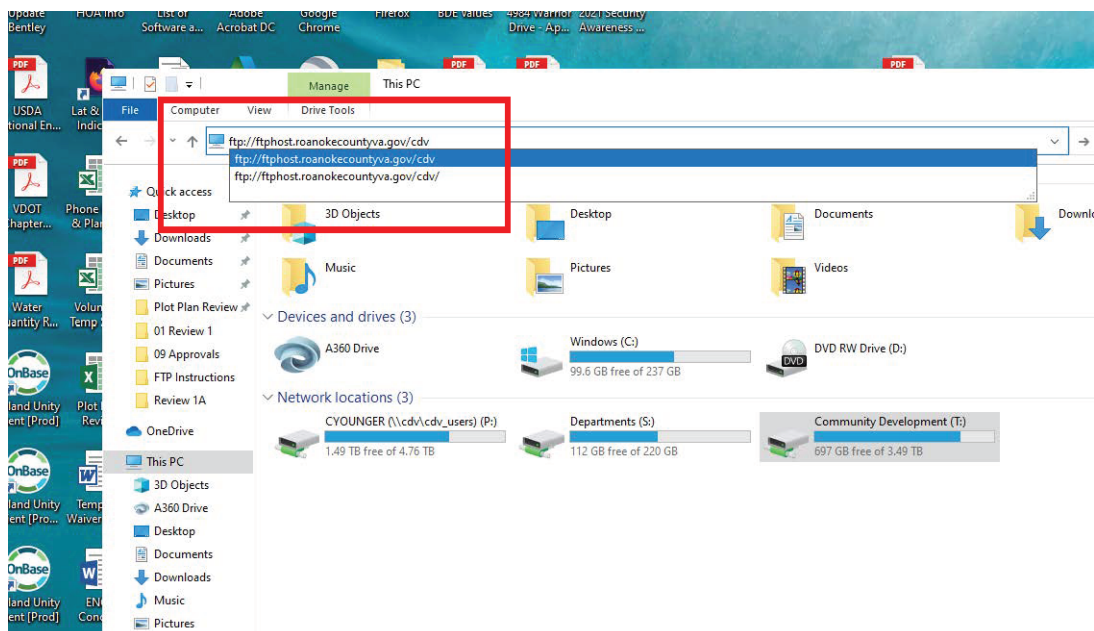 Update HOA Info List of Adobe Google Firefox BDE Values 4984 Warrior 2021 Security
Bentley Software a... Acrobat DC Chrome Drive - Ap... Awareness ...
PDF PDF PDF PDF
Manage This PC
USDA Lat &
tional En... Indic
File Computer View Drive Tools
ftp://ftphost.roanokecountyva.gov/cdv
ftp://ftphost.roanokecountyva.gov/cdv
ftp://ftphost.roanokecountyva.gov/cdv/
PDF
VDOT Phone
hapter... & Plan
Quick access
Desktop
Downloads
Documents
Pictures
Plot Plan Review
01 Review 1
09 Approvals
FTP Instructions
Review 1A
OneDrive
This PC
3D Objects
A360 Drive
Desktop
Documents
Downloads
Music
Pictures
3D Objects Desktop Documents Downlo
Music Pictures Videos
Devices and drives (3)
A360 Drive Windows (C:) DVD RW Drive (D:)
DVD
99.6 GB free of 237 GB
Network locations (3)
CYOUNGER (\\cdv\cdv_users) (P:) Departments (S:) Community Development (T:)
1.49 TB free of 4.76 TB 112 GB free of 220 GB 697 GB free of 3.49 TB
PDF
Water Volun
uantity R... Temp
OnBase
land Unity Plot
ent [Prod] Revi
OnBase
land Unity Temp
ent [Pro... Waiver
OnBase
land Unity EN
ent [Prod] Conc